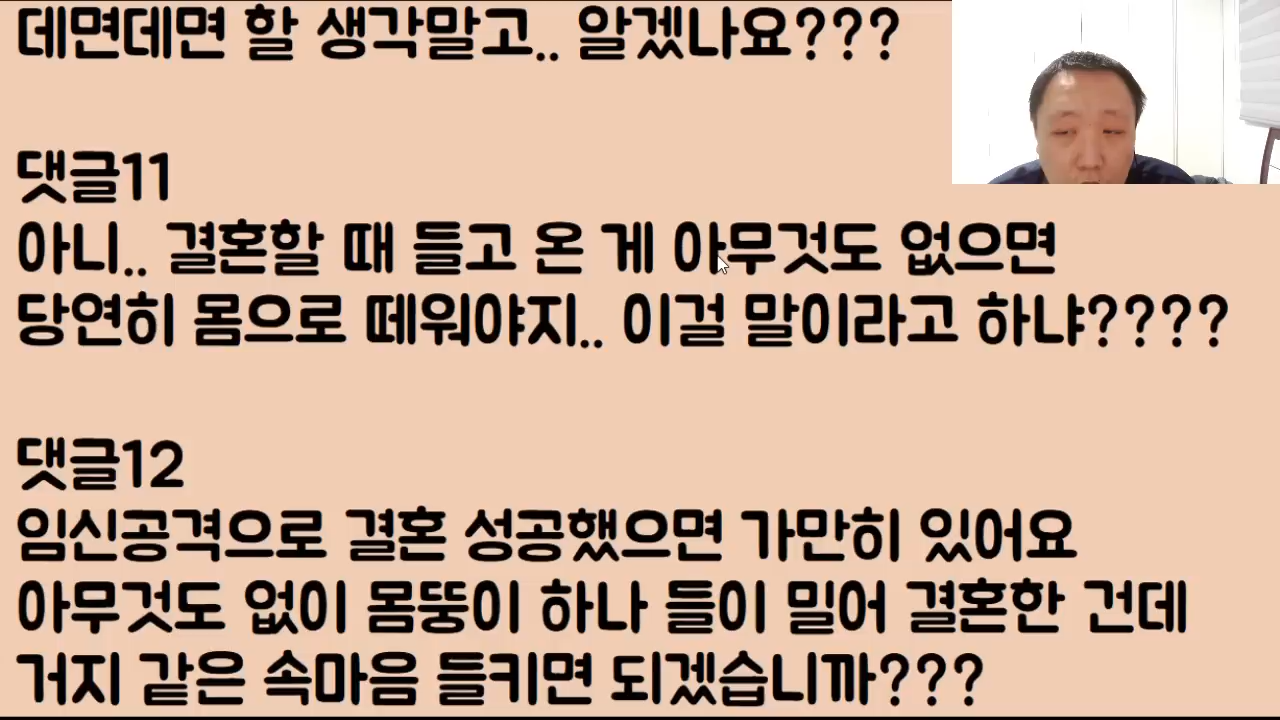 데면데면 할 생각말고.. 알겠나요???
댓글11
아니.. 결혼할 때 들고 온 게 아무것도 없으면
당연히 몸으로 떼워야지.. 이걸 말이라고 하냐????
댓글12
임신공격으로 결혼 성공했으면 가만히 있어요
아무것도 없이 몸뚱이 하나 들이 밀어 결혼한 건데
거지 같은 속마음 들키면 되겠습니까???